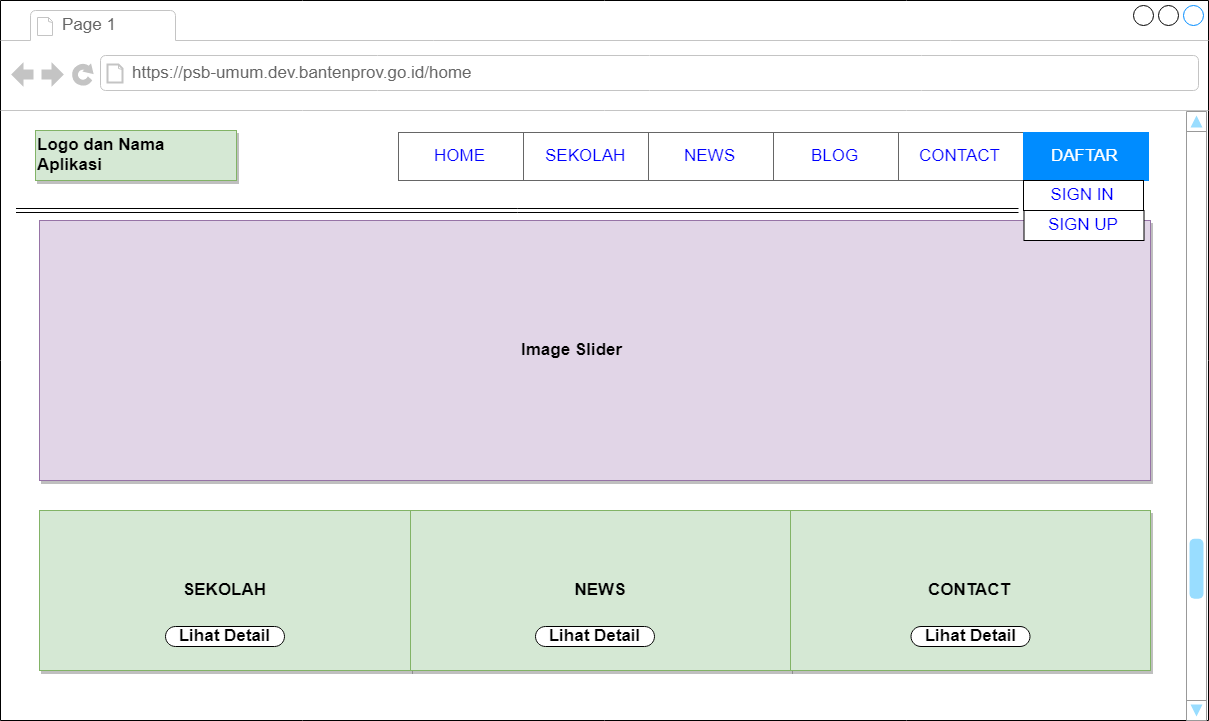 Page 1
https://psb-umum.dev.bantenprov.go.id/home
Logo dan Nama
Aplikasi
HOME
SEKOLAH
NEWS
BLOG
CONTACT
DAFTAR
SIGN IN
SIGN UP
Image Slider
SEKOLAH
NEWS
CONTACT
Lihat Detail
Lihat Detail
Lihat Detail